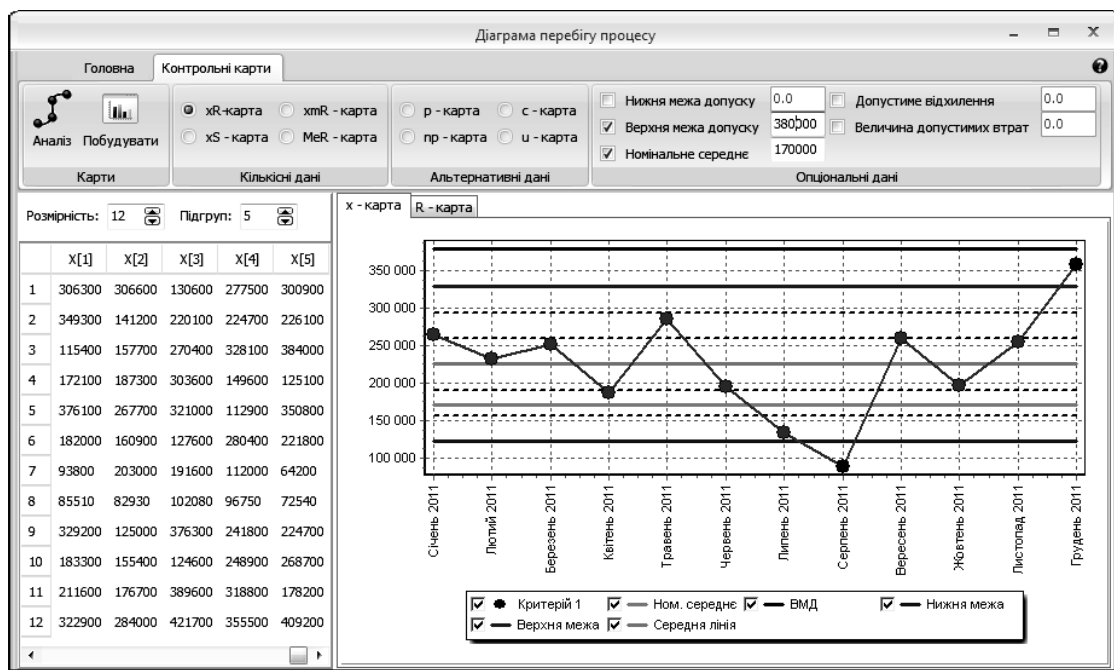 Діаграма перебігу процесу
Головна Контрольні карти
Аналіз Побудувати
Карти
xR-карта xmR - карта
xS - карта MeR - карта
Кількісні дані
p - карта c - карта
np - карта u - карта
Альтернативні дані
Нижня межа допуску 0.0 Допустиме відхилення 0.0
Верхня межа допуску 380000 Величина допустимих втрат 0.0
Номінальне середнє 170000
Опціональні дані
Розмірність: 12 Підгруп: 5
X[1] X[2] X[3] X[4] X[5]
1 306300 306600 130600 277500 300900
2 349300 141200 220100 224700 226100
3 115400 157700 270400 328100 384000
4 172100 187300 303600 149600 125100
5 376100 267700 321000 112900 350800
6 182000 160900 127600 280400 221800
7 93800 203000 191600 112000 64200
8 85510 82930 102080 96750 72540
9 329200 125000 376300 241800 224700
10 183300 155400 124600 248900 268700
11 211600 176700 389600 318800 178200
12 322900 284000 421700 355500 409200
x - карта R - карта
350 000
300 000
250 000
200 000
150 000
100 000
Січень 2011
Лютий 2011
Березень 2011
Квітень 2011
Травень 2011
Червень 2011
Липень 2011
Серпень 2011
Вересень 2011
Жовтень 2011
Листопад 2011
Грудень 2011
Критерій 1 Ном. середнє ВМД Нижня межа
Верхня межа Середня лінія